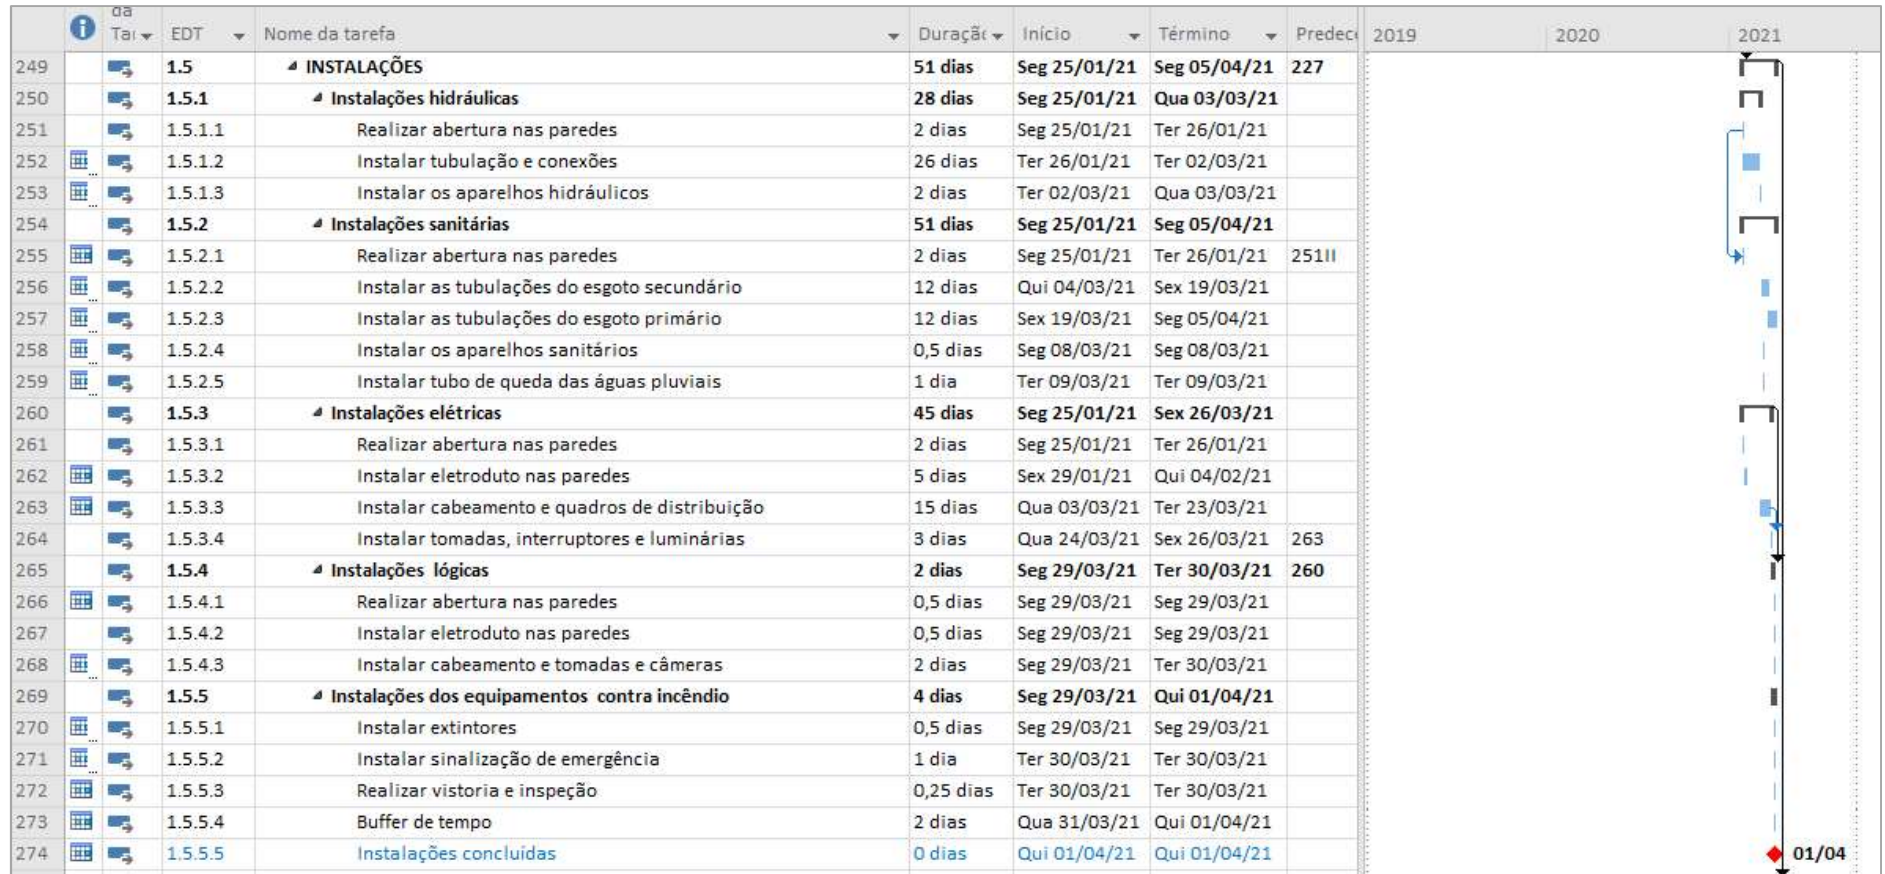 da
Tar EDT Nome da tarefa Duraçã Início Término Predec 2019 2020 2021
249 1.5 INSTALAÇÕES 51 dias Seg 25/01/21 Seg 05/04/21 227
250 1.5.1 Instalações hidráulicas 28 dias Seg 25/01/21 Qua 03/03/21
251 1.5.1.1 Realizar abertura nas paredes 2 dias Seg 25/01/21 Ter 26/01/21
252 1.5.1.2 Instalar tubulação e conexões 26 dias Ter 26/01/21 Ter 02/03/21
253 1.5.1.3 Instalar os aparelhos hidráulicos 2 dias Ter 02/03/21 Qua 03/03/21
254 1.5.2 Instalações sanitárias 51 dias Seg 25/01/21 Seg 05/04/21
255 1.5.2.1 Realizar abertura nas paredes 2 dias Seg 25/01/21 Ter 26/01/21 251II
256 1.5.2.2 Instalar as tubulações do esgoto secundário 12 dias Qui 04/03/21 Sex 19/03/21
257 1.5.2.3 Instalar as tubulações do esgoto primário 12 dias Sex 19/03/21 Seg 05/04/21
258 1.5.2.4 Instalar os aparelhos sanitários 0,5 dias Seg 08/03/21 Seg 08/03/21
259 1.5.2.5 Instalar tubo de queda das águas pluviais 1 dia Ter 09/03/21 Ter 09/03/21
260 1.5.3 Instalações elétricas 45 dias Seg 25/01/21 Sex 26/03/21
261 1.5.3.1 Realizar abertura nas paredes 2 dias Seg 25/01/21 Ter 26/01/21
262 1.5.3.2 Instalar eletroduto nas paredes 5 dias Sex 29/01/21 Qui 04/02/21
263 1.5.3.3 Instalar cabeamento e quadros de distribuição 15 dias Qua 03/03/21 Ter 23/03/21
264 1.5.3.4 Instalar tomadas, interruptores e luminárias 3 dias Qua 24/03/21 Sex 26/03/21 263
265 1.5.4 Instalações lógicas 2 dias Seg 29/03/21 Ter 30/03/21 260
266 1.5.4.1 Realizar abertura nas paredes 0,5 dias Seg 29/03/21 Seg 29/03/21
267 1.5.4.2 Instalar eletroduto nas paredes 0,5 dias Seg 29/03/21 Seg 29/03/21
268 1.5.4.3 Instalar cabeamento e tomadas e câmeras 2 dias Seg 29/03/21 Ter 30/03/21
269 1.5.5 Instalações dos equipamentos contra incêndio 4 dias Seg 29/03/21 Qui 01/04/21
270 1.5.5.1 Instalar extintores 0,5 dias Seg 29/03/21 Seg 29/03/21
271 1.5.5.2 Instalar sinalização de emergência 1 dia Ter 30/03/21 Ter 30/03/21
272 1.5.5.3 Realizar vistoria e inspeção 0,25 dias Ter 30/03/21 Ter 30/03/21
273 1.5.5.4 Buffer de tempo 2 dias Qua 31/03/21 Qui 01/04/21
274 1.5.5.5 Instalações concluídas 0 dias Qui 01/04/21 Qui 01/04/21 01/04